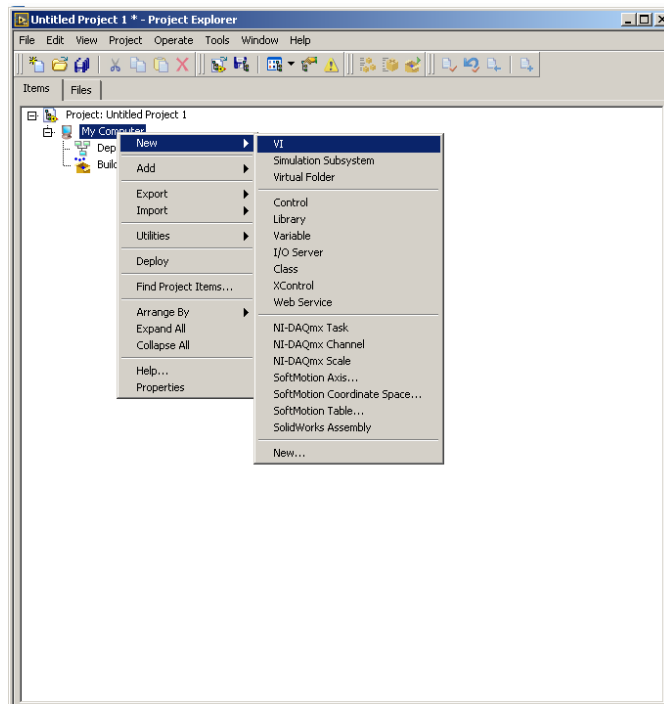 Untitled Project 1 * - Project Explorer
File Edit View Project Operate Tools Window Help
Items Files
Project: Untitled Project 1
My Computer
Dep
Builc
New
Add
Export
Import
Utilities
Deploy
Find Project Items...
Arrange By
Expand All
Collapse All
Help...
Properties
VI
Simulation Subsystem
Virtual Folder
Control
Library
Variable
I/O Server
Class
XControl
Web Service
NI-DAQmx Task
NI-DAQmx Channel
NI-DAQmx Scale
SoftMotion Axis...
SoftMotion Coordinate Space...
SoftMotion Table...
SolidWorks Assembly
New...